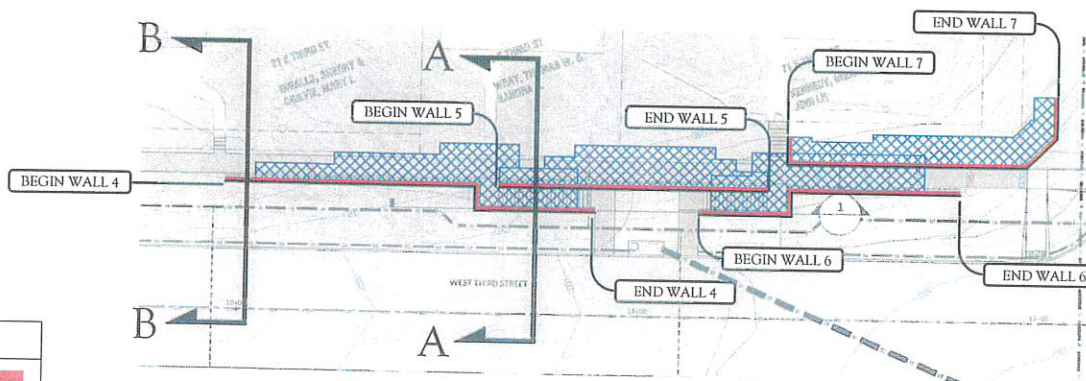 END WALL 7
B
A
BEGIN WALL 7
BEGIN WALL 5
END WALL 5
BEGIN WALL 4
1
BEGIN WALL 6
END WALL 6
END WALL 4
WEST THIRD STREET
B
A